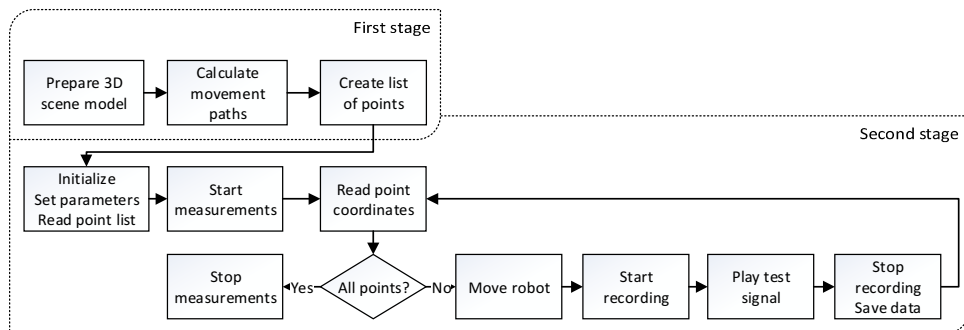 First stage
Prepare 3D
scene model
Calculate
movement
paths
Create list
of points
Second stage
Initialize
Set parameters
Read point list
Start
measurements
Read point
coordinates
Stop
measurements
Yes
All points?
No
Move robot
Start
recording
Play test
signal
Stop
recording
Save data